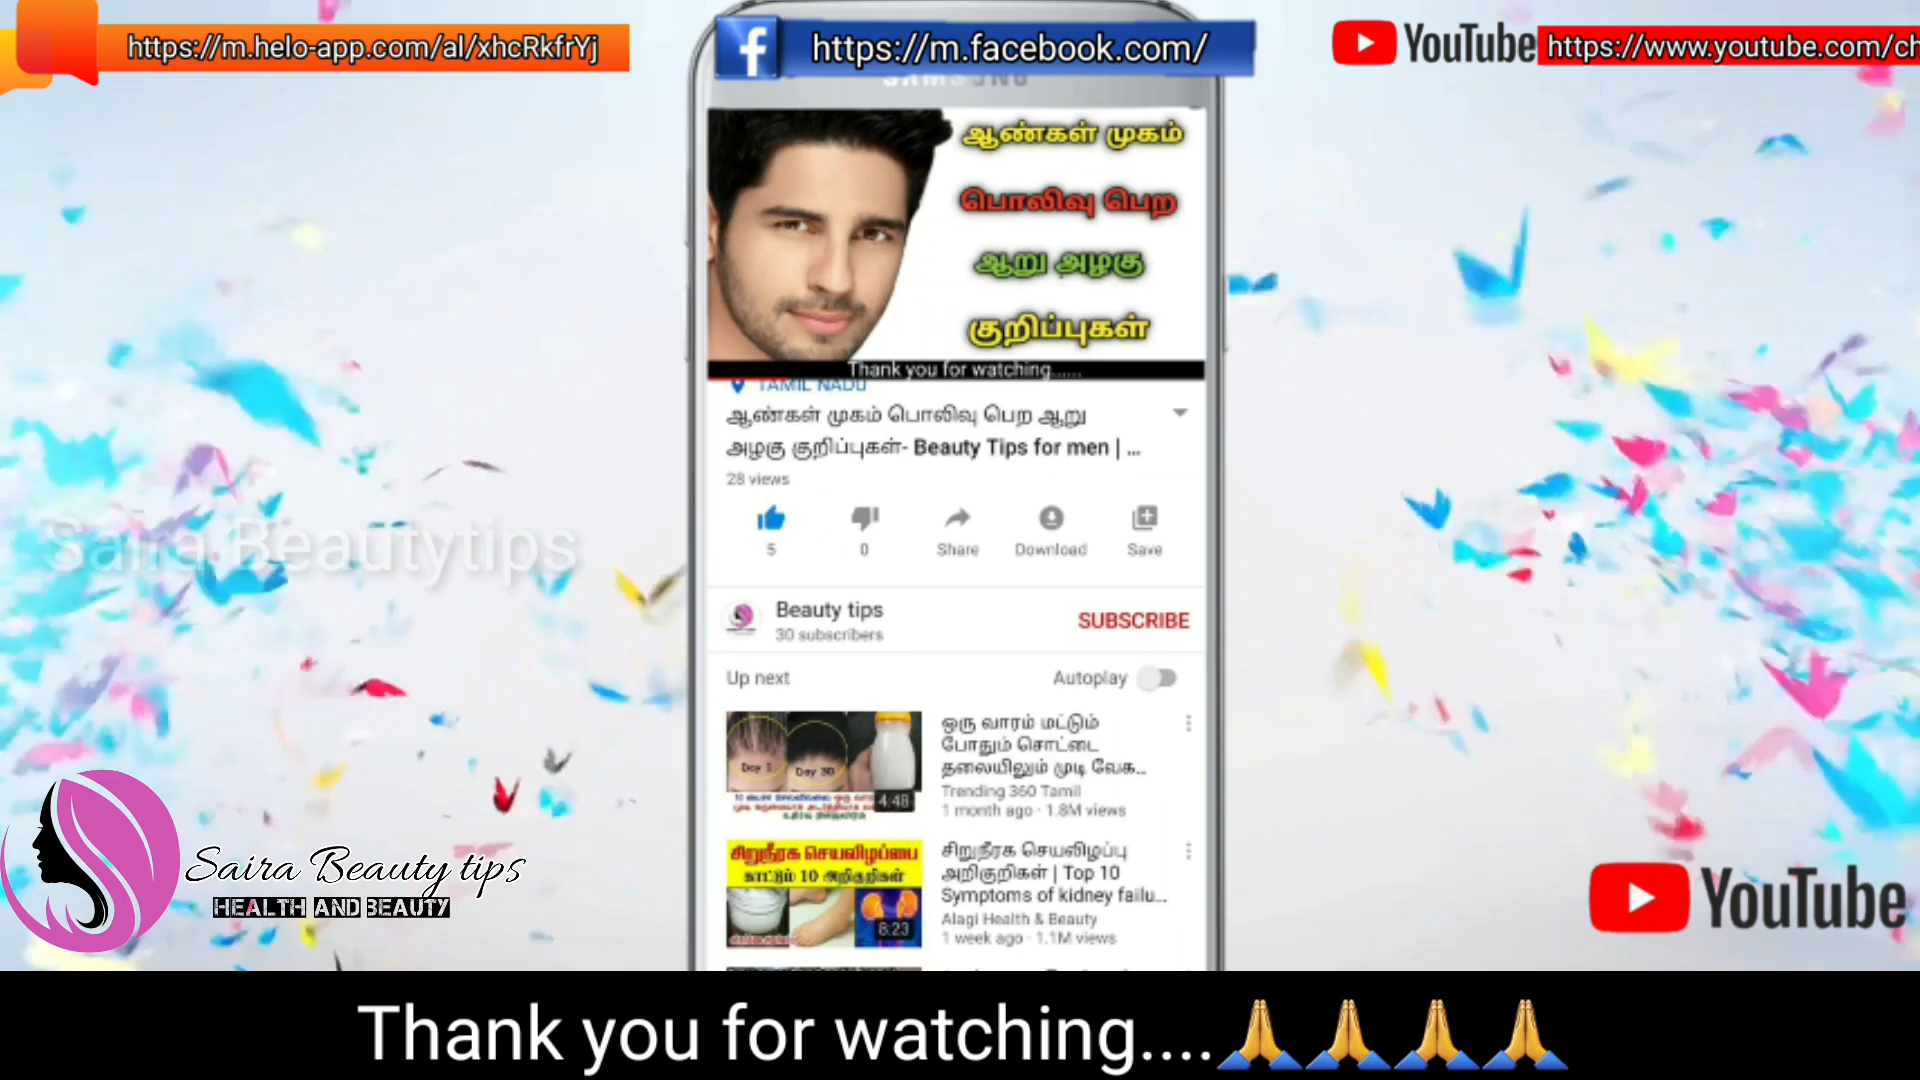 https://m.helo-app.com/al/xhcRkfrYj
https://m.facebook.com/
YouTube
https://www.youtube.com/ch
SAMSUNG
ஆண்கள் முகம்
பொலிவு பெற
ஆறு அழகு
குறிப்புகள்
Thank you for watching......
TAMIL NADU
ஆண்கள் முகம் பொலிவு பெற ஆறு
அழகு குறிப்புகள்- Beauty Tips for men | ...
28 views
5
0
Share
Download
Save
Saira Beautytips
Beauty tips
30 subscribers
SUBSCRIBE
Up next
Autoplay
Day 1
Day 30
4:48
ஒரு வாரம் மட்டும்
போதும் சொட்டை
தலையிலும் முடி வேக...
Trending 360 Tamil
1 month ago · 1.8M views
சிறுநீரக செயலிழப்பை
காட்டும் 10 அறிகுறிகள்
8:23
சிறுநீரக செயலிழப்பு
அறிகுறிகள் | Top 10
Symptoms of kidney failu...
Alagi Health & Beauty
1 week ago · 1.1M views
Saira Beauty tips
HEALTH AND BEAUTY
YouTube
Thank you for watching....🙏🙏🙏🙏